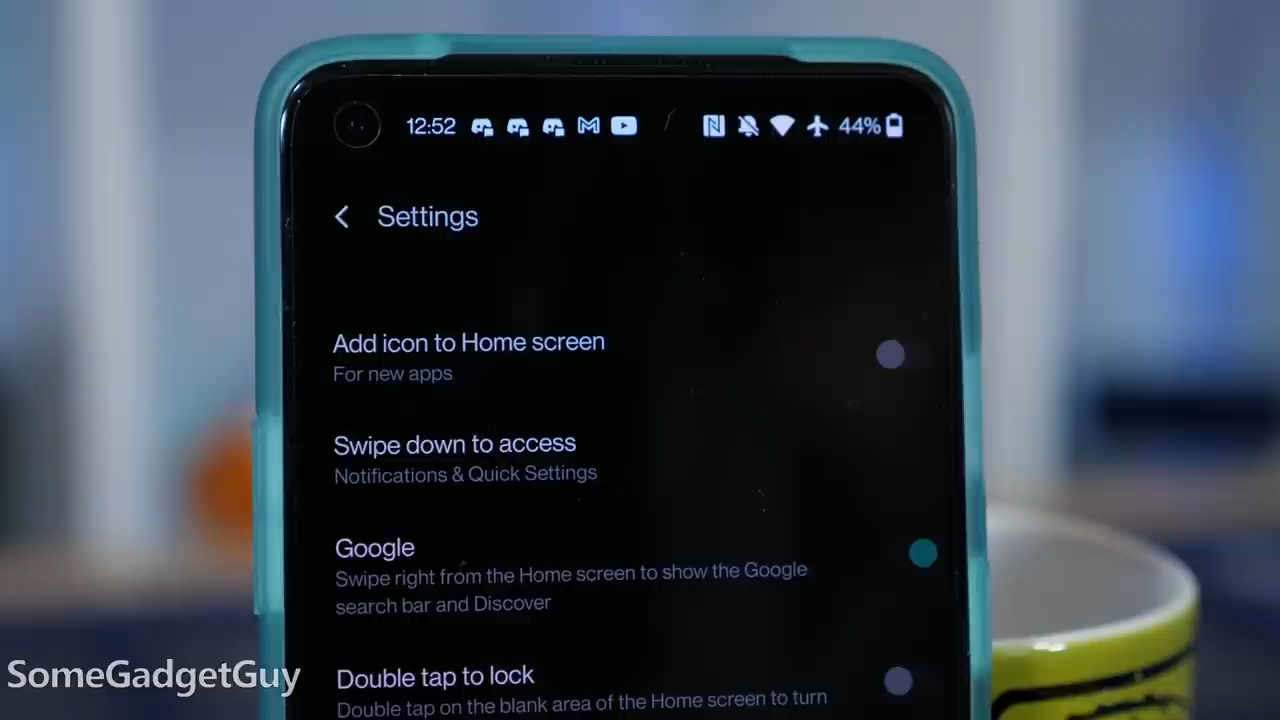 12:52
44%
Settings
Add icon to Home screen
For new apps
Swipe down to access
Notifications & Quick Settings
Google
Swipe right from the Home screen to show the Google
search bar and Discover
Double tap to lock
Double tap on the blank area of the Home screen to turn
SomeGadgetGuy